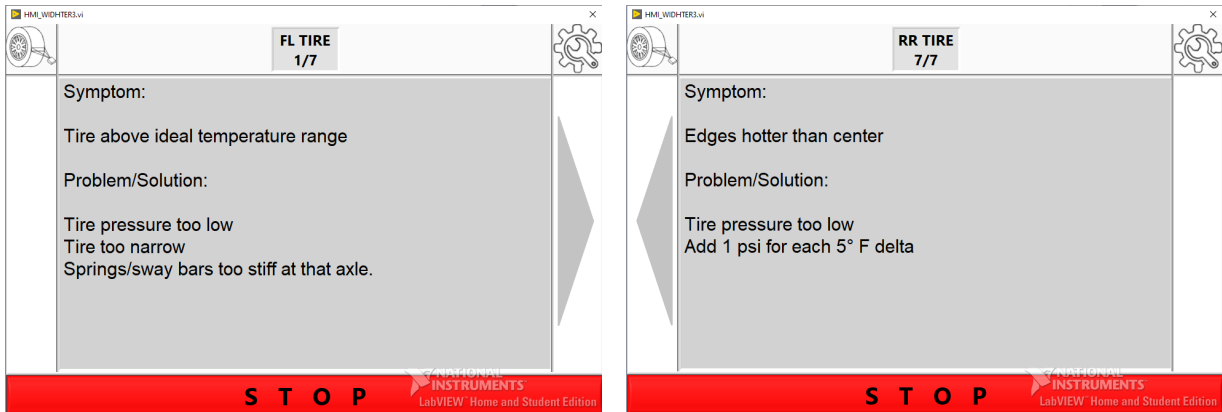 HMI_WIDHTER3.vi
FL TIRE
1/7
Symptom:
Tire above ideal temperature range
Problem/Solution:
Tire pressure too low
Tire too narrow
Springs/sway bars too stiff at that axle.
S T O P
NATIONAL
INSTRUMENTS
LabVIEW™ Home and Student Edition
HMI_WIDHTER3.vi
RR TIRE
7/7
Symptom:
Edges hotter than center
Problem/Solution:
Tire pressure too low
Add 1 psi for each 5° F delta
S T O P
NATIONAL
INSTRUMENTS
LabVIEW™ Home and Student Edition